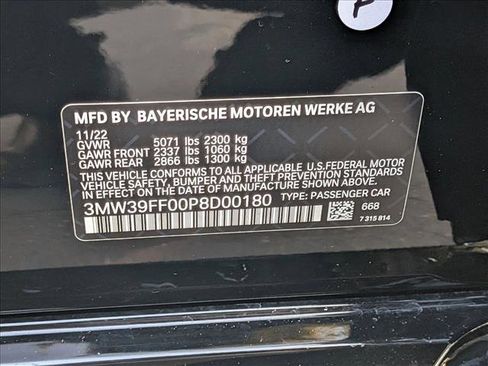 MFD BY BAYERISCHE MOTOREN WERKE AG
11/22
GVWR 5071 lbs 2300 kg
GAWR FRONT 2337 lbs 1060 kg
GAWR REAR 2866 lbs 1300 kg
THIS VEHICLE CONFORMS TO ALL APPLICABLE U.S. FEDERAL MOTOR
VEHICLE SAFETY, BUMPER AND THEFT PREVENTION STANDARDS
IN EFFECT ON THE DATE OF MANUFACTURE SHOWN ABOVE.
3MW39FF00P8D00180 TYPE: PASSENGER CAR
668
7 315 814